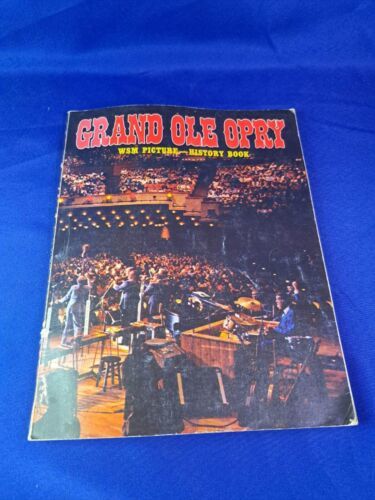 GRAND OLE OPRY
WSM PICTURE - HISTORY BOOK